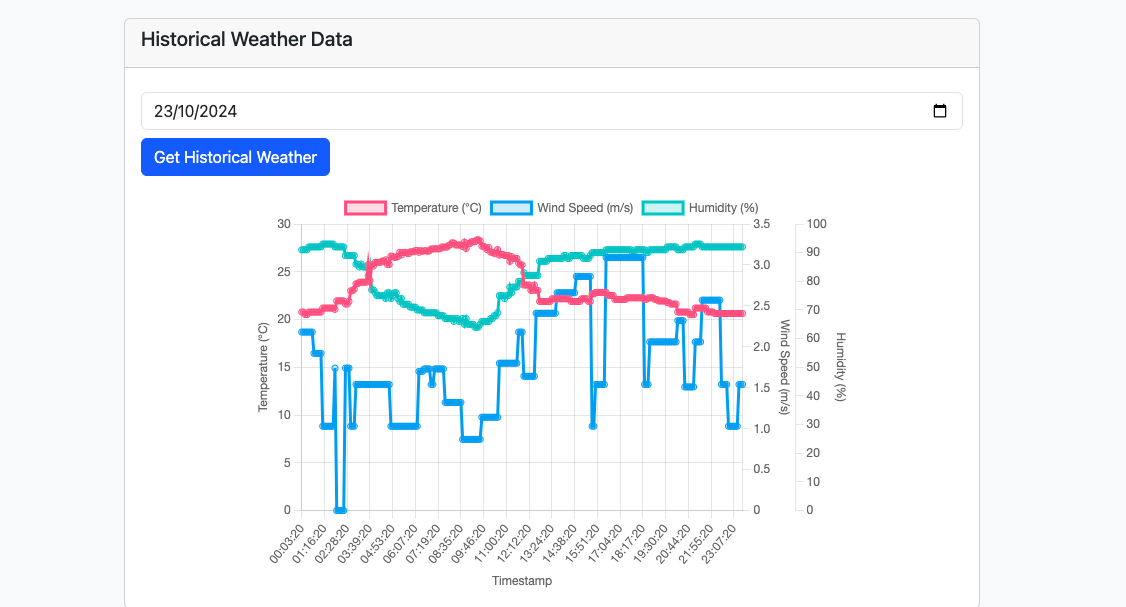 Historical Weather Data
23/10/2024
Get Historical Weather
Temperature (°C) Wind Speed (m/s) Humidity (%)
30 3.5 100
90
3.0
25
80
2.5
70
20
2.0
60
15
50
1.5
40
10
1.0
30
5
0.5
20
10
0 0 0
Temperature (°C)
Wind Speed (m/s)
Humidity (%)
00:03:20 01:16:20 02:28:20 03:39:20 04:53:20 06:07:20 07:19:20 08:35:20 09:46:20 11:00:20 12:12:20 13:24:20 14:38:20 15:51:20 17:04:20 18:17:20 19:30:20 20:44:20 21:55:20 23:07:20
Timestamp